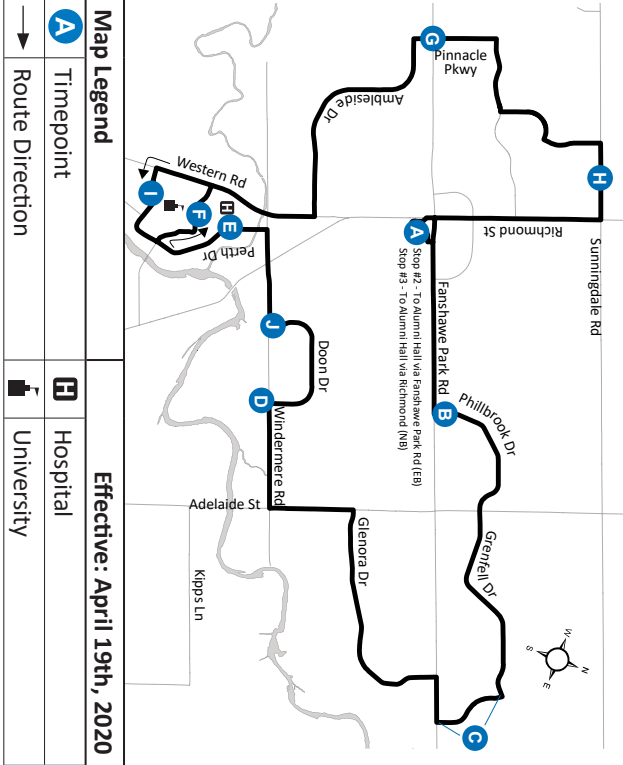 Sunningdale Rd
H
Richmond St
G
Pinnacle
Pkwy
Ambleside Dr
A
Stop #2 - To Alumni Hall via Fanshawe Park Rd (EB)
Stop #3 - To Alumni Hall via Richmond (NB)
Fanshawe Park Rd
B
Phillbrook Dr
Grenfell Dr
N
E
S
W
C
Glenora Dr
Adelaide St
Windermere Rd
D
Doon Dr
J
Perth Dr
H
E
F
I
Western Rd
Kipps Ln
Map Legend
Effective: April 19th, 2020
A
Timepoint
H
Hospital
Route Direction
University